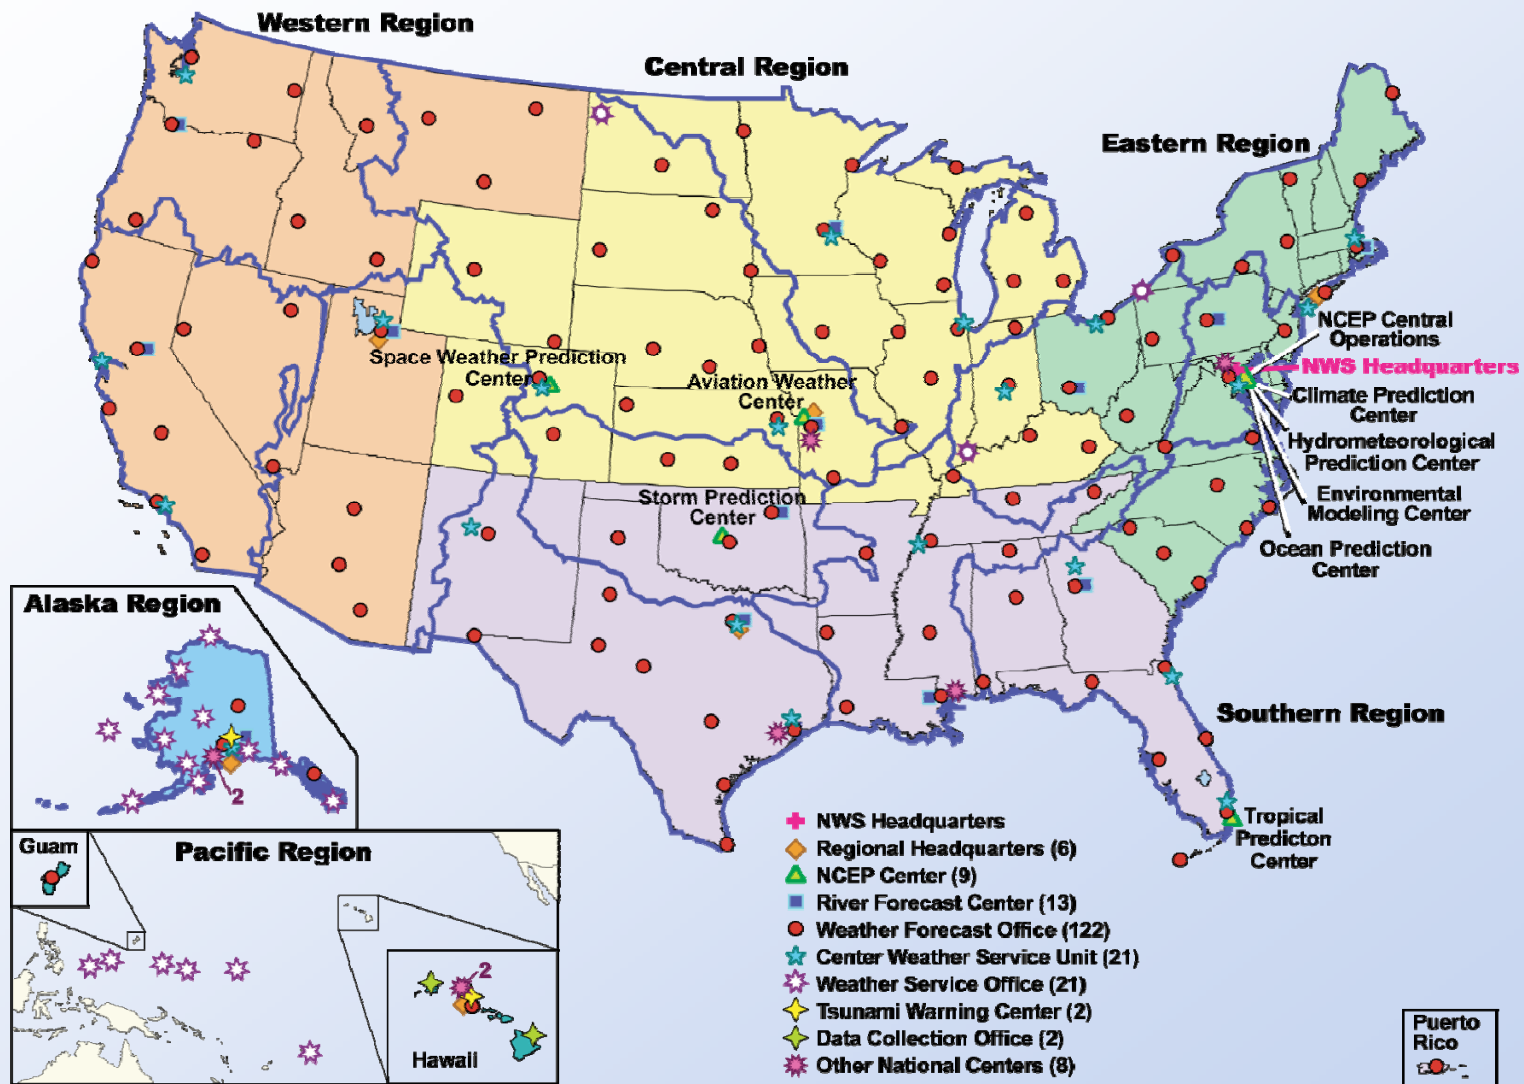 Western Region
Central Region
Eastern Region
NCEP Central
Operations
NWS Headquarters
Space Weather Prediction
Center
Aviation Weather
Center
Climate Prediction
Center
Hydrometeorological
Prediction Center
Storm Prediction
Center
Environmental
Modeling Center
Ocean Prediction
Center
Alaska Region
2
Southern Region
Tropical
Predicton
Center
Guam
Pacific Region
2
Hawaii
NWS Headquarters
Regional Headquarters (6)
NCEP Center (9)
River Forecast Center (13)
Weather Forecast Office (122)
Center Weather Service Unit (21)
Weather Service Office (21)
Tsunami Warning Center (2)
Data Collection Office (2)
Other National Centers (8)
Puerto
Rico